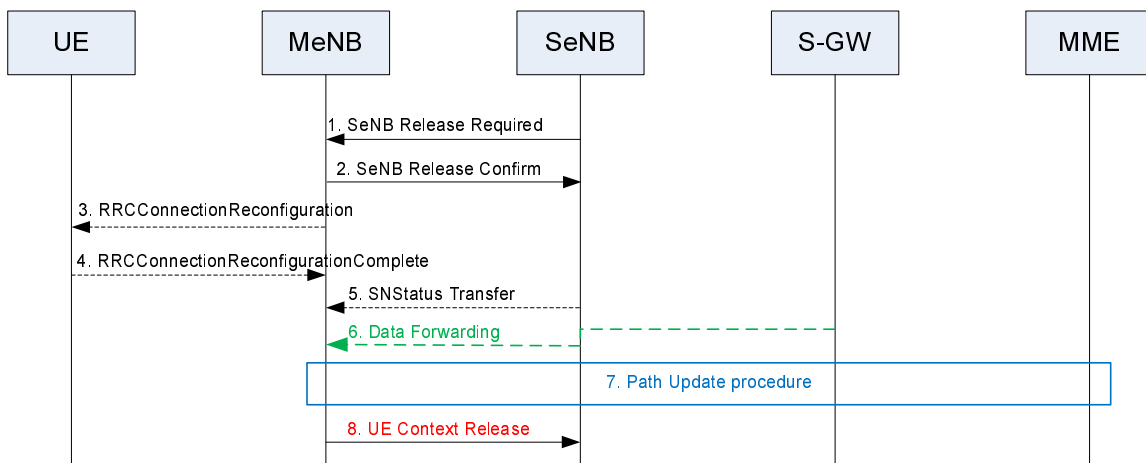 UE
MeNB
SeNB
S-GW
MME
1. SeNB Release Required
2. SeNB Release Confirm
3. RRCConnectionReconfiguration
4. RRCConnectionReconfigurationComplete
5. SNStatus Transfer
6. Data Forwarding
7. Path Update procedure
8. UE Context Release